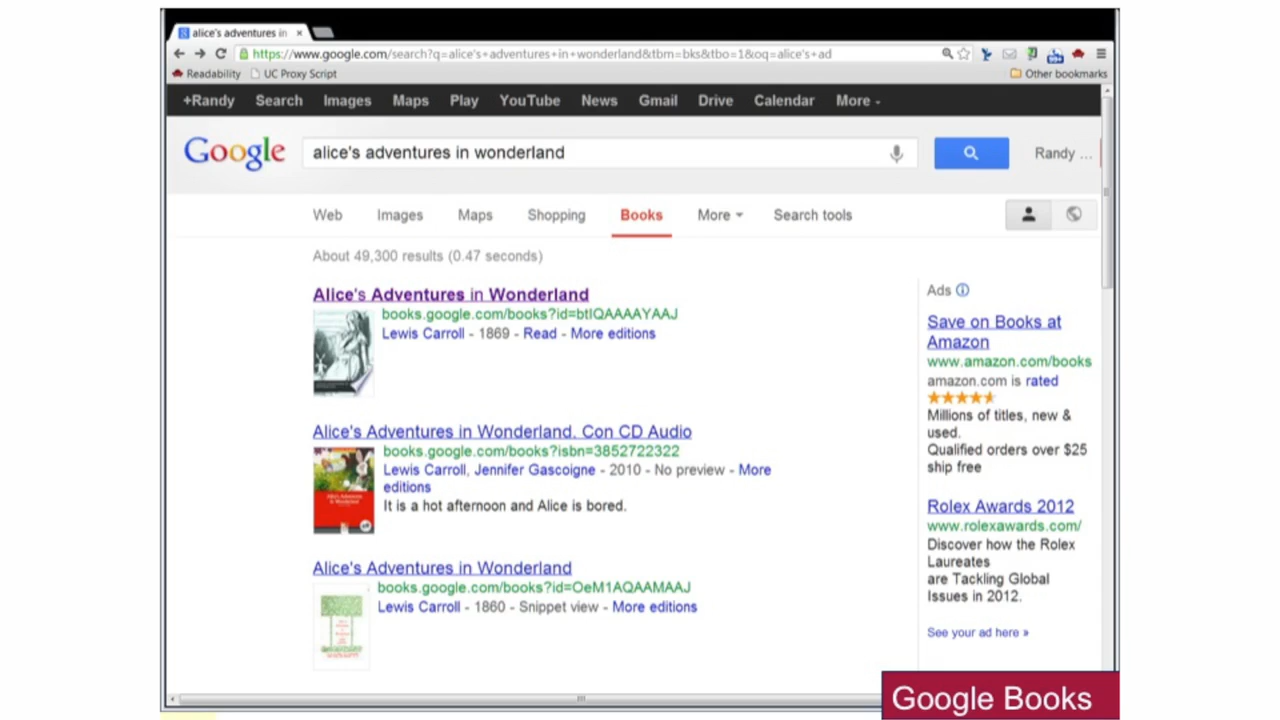 alice's adventures in
https://www.google.com/search?q=alice's+adventures+in+wonderland&tbm=bks&tbo=1&oq=alice's+ad
Readability UC Proxy Script Other bookmarks
+Randy Search Images Maps Play YouTube News Gmail Drive Calendar More
Google alice's adventures in wonderland Randy ...
Web Images Maps Shopping Books More Search tools
About 49,300 results (0.47 seconds)
Alice's Adventures in Wonderland
books.google.com/books?id=btIQAAAAYAAJ
Lewis Carroll - 1869 - Read - More editions
Alice's Adventures in Wonderland. Con CD Audio
books.google.com/books?isbn=3852722322
Lewis Carroll, Jennifer Gascoigne - 2010 - No preview - More
editions
It is a hot afternoon and Alice is bored.
Alice's Adventures in Wonderland
books.google.com/books?id=OeM1AQAAMAAJ
Lewis Carroll - 1860 - Snippet view - More editions
Ads
Save on Books at
Amazon
www.amazon.com/books
amazon.com is rated
Millions of titles, new &
used.
Qualified orders over $25
ship free
Rolex Awards 2012
www.rolexawards.com/
Discover how the Rolex
Laureates
are Tackling Global
Issues in 2012.
See your ad here »
Google Books